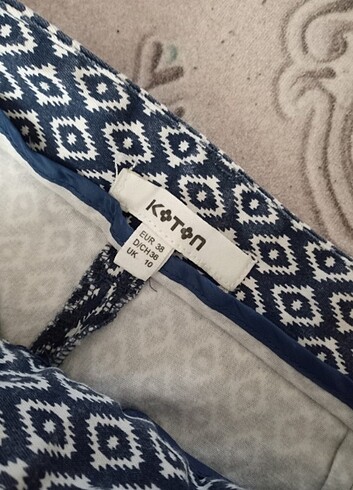 KOTON
EUR 38
D/CH 36
UK 10